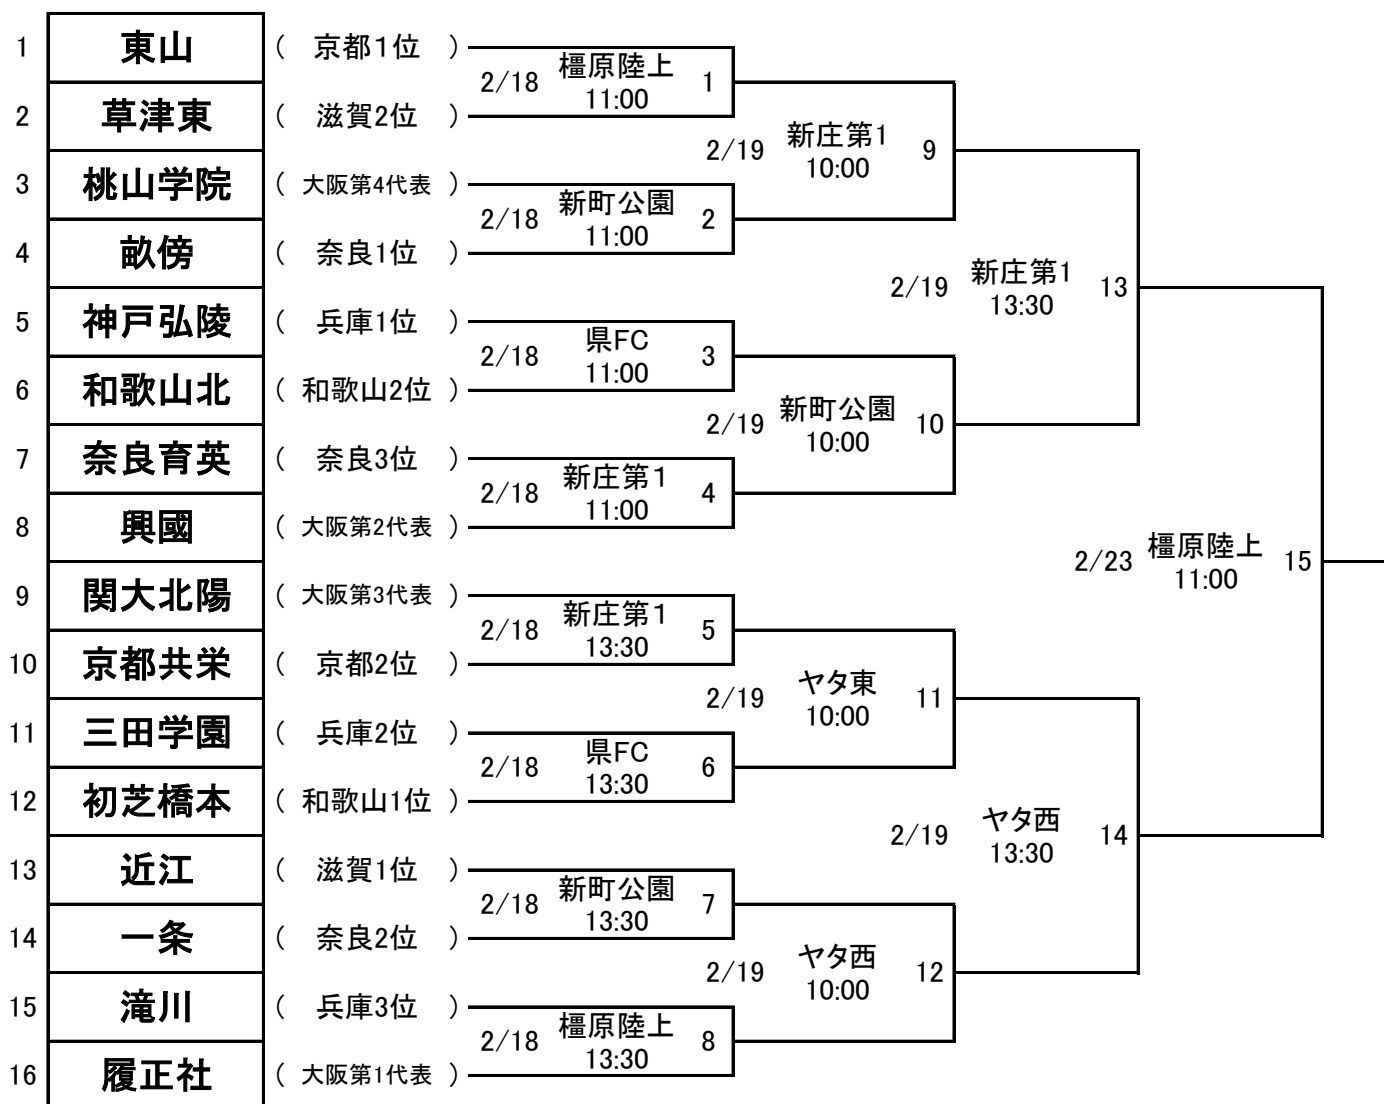 1 東山 ( 京都1位 )
2/18 橿原陸上 1
11:00
2 草津東 ( 滋賀2位 )
2/19 新庄第1 9
10:00
3 桃山学院 ( 大阪第4代表 )
2/18 新町公園 2
11:00
4 畝傍 ( 奈良1位 )
2/19 新庄第1 13
13:30
5 神戸弘陵 ( 兵庫1位 )
2/18 県FC 3
11:00
6 和歌山北 ( 和歌山2位 )
2/19 新町公園 10
10:00
7 奈良育英 ( 奈良3位 )
2/18 新庄第1 4
11:00
8 興國 ( 大阪第2代表 )
2/23 橿原陸上 15
11:00
9 関大北陽 ( 大阪第3代表 )
2/18 新庄第1 5
13:30
10 京都共栄 ( 京都2位 )
2/19 ヤタ東 11
10:00
11 三田学園 ( 兵庫2位 )
2/18 県FC 6
13:30
12 初芝橋本 ( 和歌山1位 )
2/19 ヤタ西 14
13:30
13 近江 ( 滋賀1位 )
2/18 新町公園 7
13:30
14 一条 ( 奈良2位 )
2/19 ヤタ西 12
10:00
15 滝川 ( 兵庫3位 )
2/18 橿原陸上 8
13:30
16 履正社 ( 大阪第1代表 )